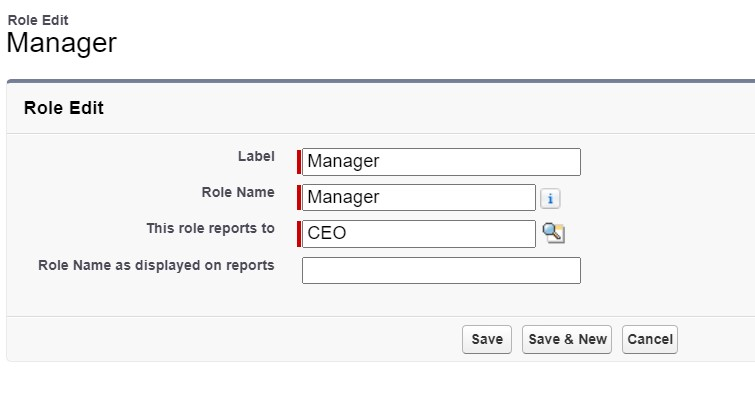 Role Edit
Manager
Role Edit
Label Manager
Role Name Manager i
This role reports to CEO
Role Name as displayed on reports
Save Save & New Cancel